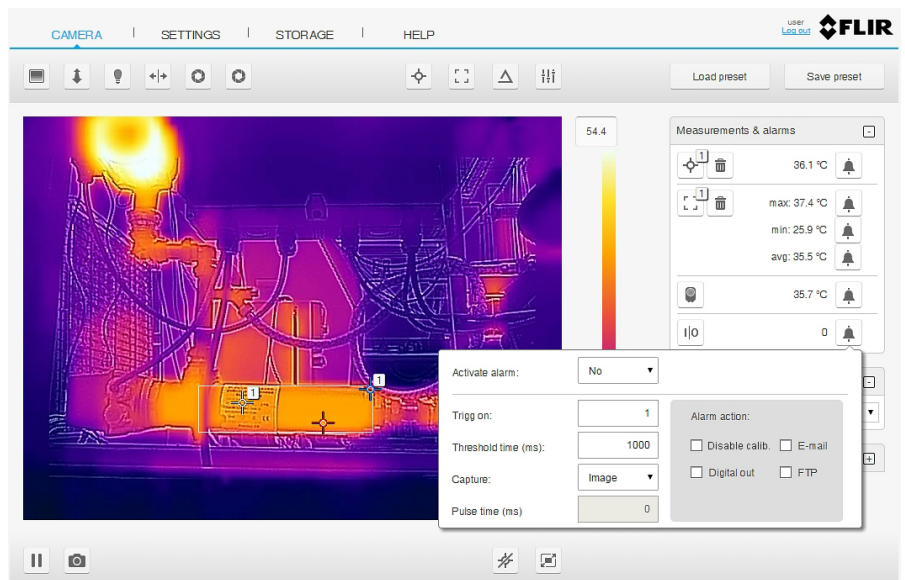 CAMERA
SETTINGS
STORAGE
HELP
user
Log out
FLIR
Load preset
Save preset
54.4
Measurements & alarms
1
36.1 °C
1
max: 37.4 °C
min: 25.9 °C
avg: 35.5 °C
35.7 °C
I|O
0
1
1
Activate alarm:
No
Trigg on:
1
Threshold time (ms):
1000
Capture:
Image
Pulse time (ms)
0
Alarm action:
Disable calib.
E-mail
Digital out
FTP